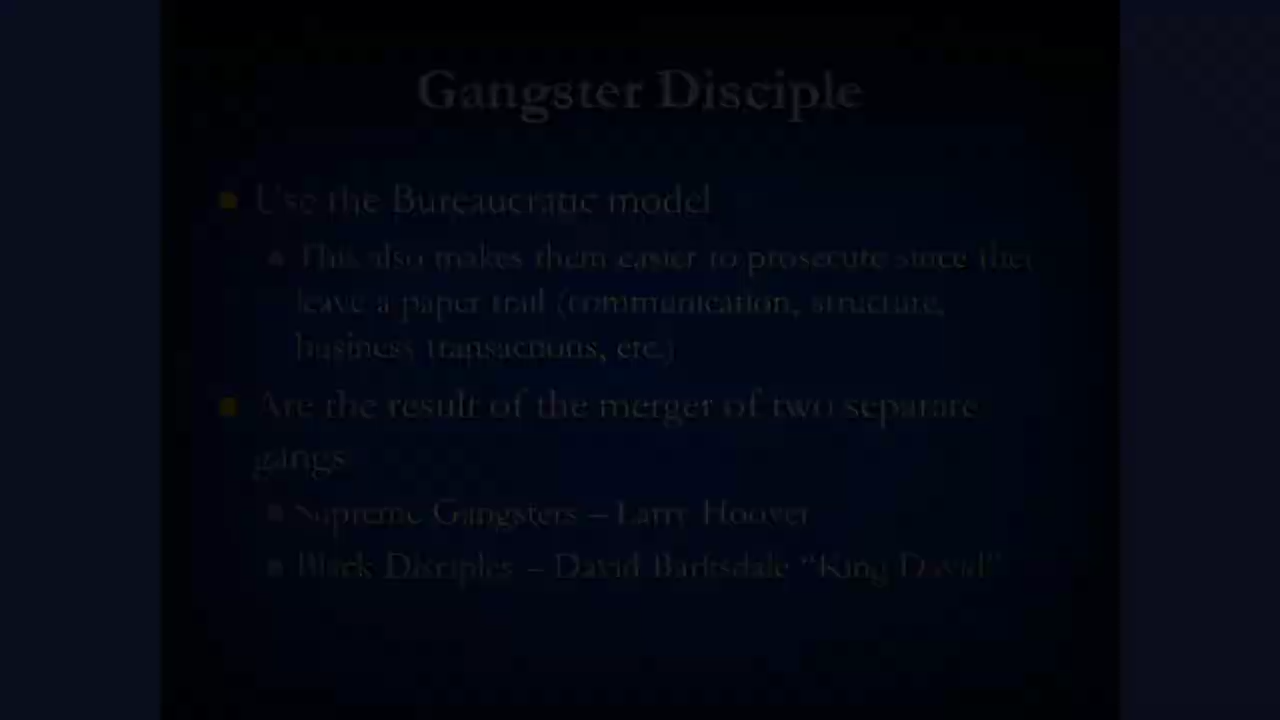 Gangster Disciple
Use the Bureaucratic model
This also makes them easier to prosecute since they
leave a paper trail (communication, structure,
business transactions, etc.)
Are the result of the merger of two separate
gangs
Supreme Gangsters – Larry Hoover
Black Disciples – David Barksdale “King David”